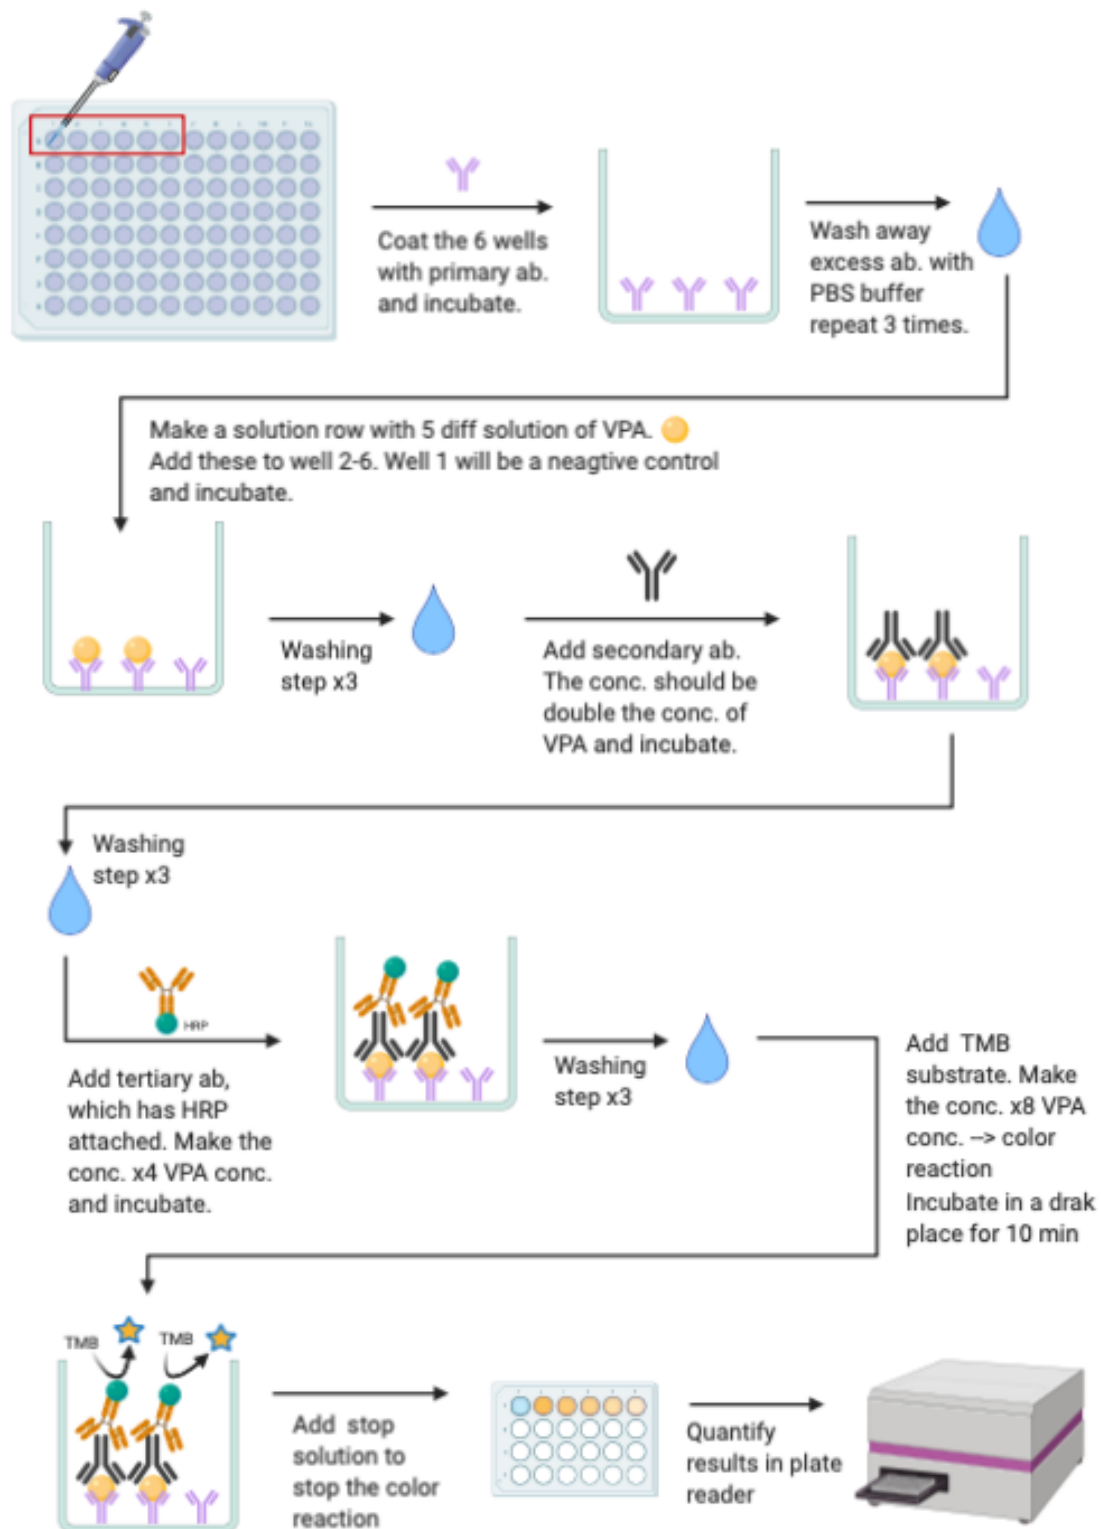 Coat the 6 wells
with primary ab.
and incubate.
Wash away
excess ab. with
PBS buffer
repeat 3 times.
Make a solution row with 5 diff solution of VPA.
Add these to well 2-6. Well 1 will be a neagtive control
and incubate.
Washing
step x3
Add secondary ab.
The conc. should be
double the conc. of
VPA and incubate.
Washing
step x3
HRP
Add tertiary ab,
which has HRP
attached. Make the
conc. x4 VPA conc.
and incubate.
Washing
step x3
Add TMB
substrate. Make
the conc. x8 VPA
conc. --> color
reaction
Incubate in a drak
place for 10 min
TMB
TMB
Add stop
solution to
stop the color
reaction
Quantify
results in plate
reader